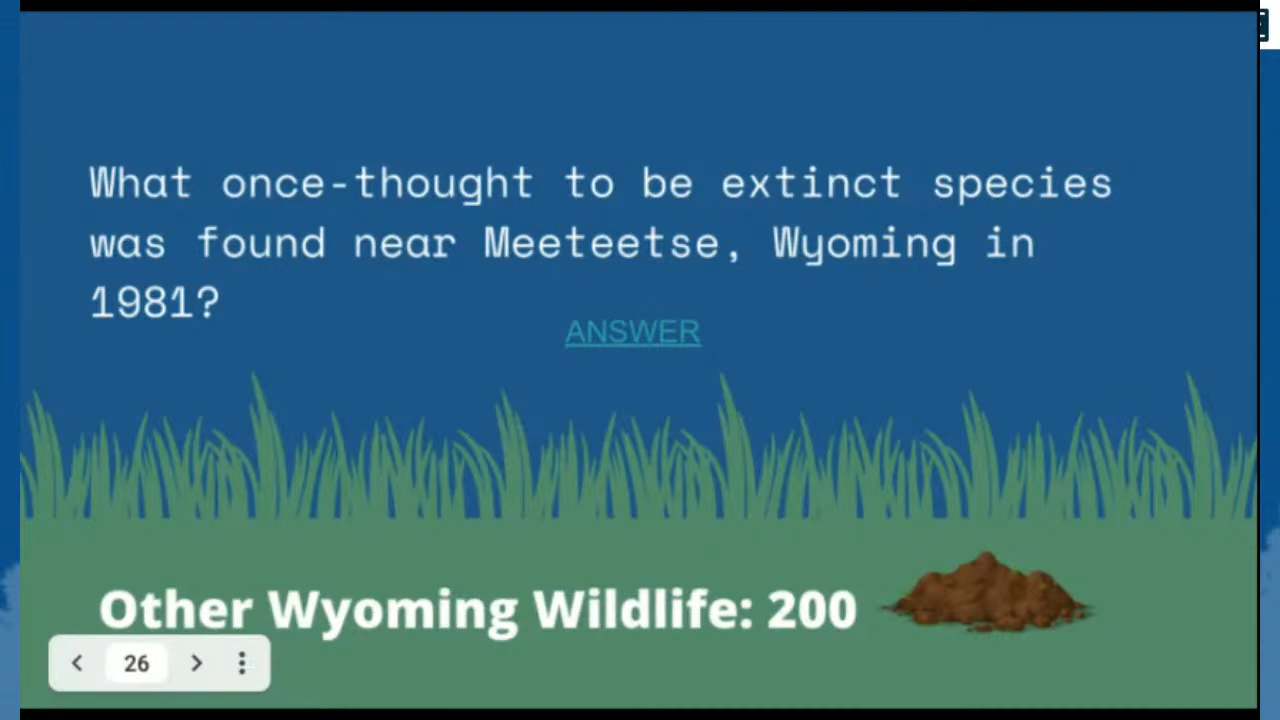 What once-thought to be extinct species
was found near Meeteetse, Wyoming in
1981?
ANSWER
Other Wyoming Wildlife: 200
26